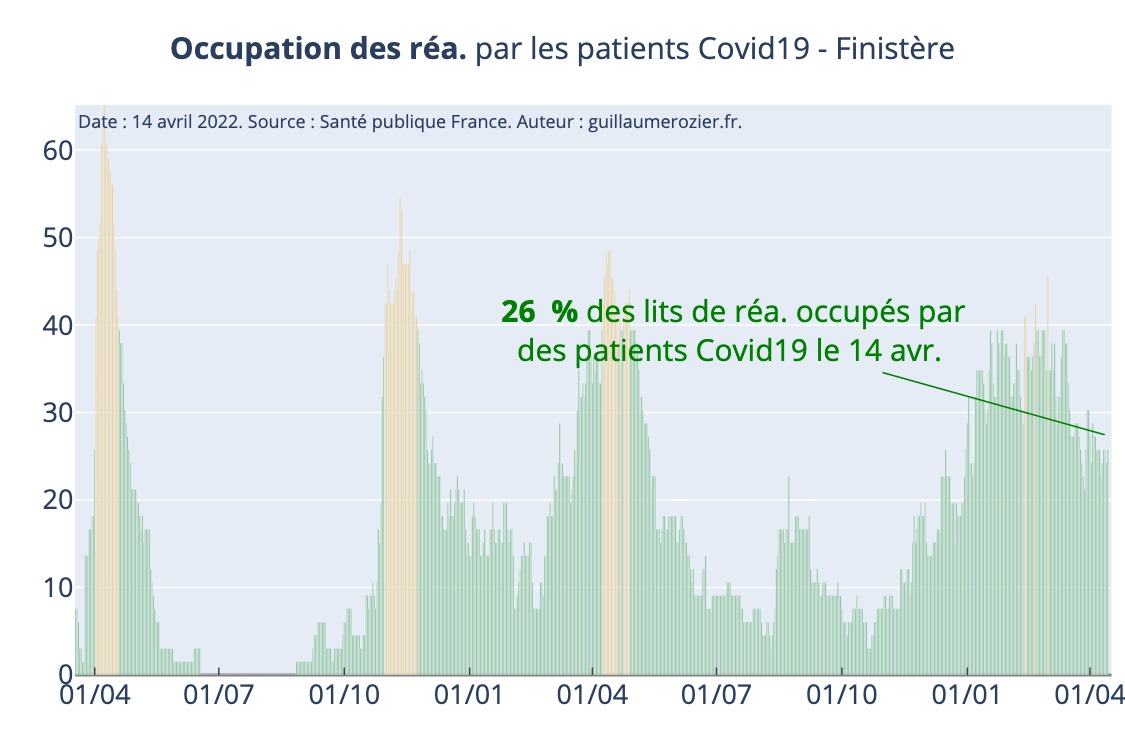 Occupation des réa. par les patients Covid19 - Finistère
Date : 14 avril 2022. Source : Santé publique France. Auteur : guillaumerozier.fr.
60
50
40
30
20
10
0
26 % des lits de réa. occupés par
des patients Covid19 le 14 avr.
01/04 01/07 01/10 01/01 01/04 01/07 01/10 01/01 01/04